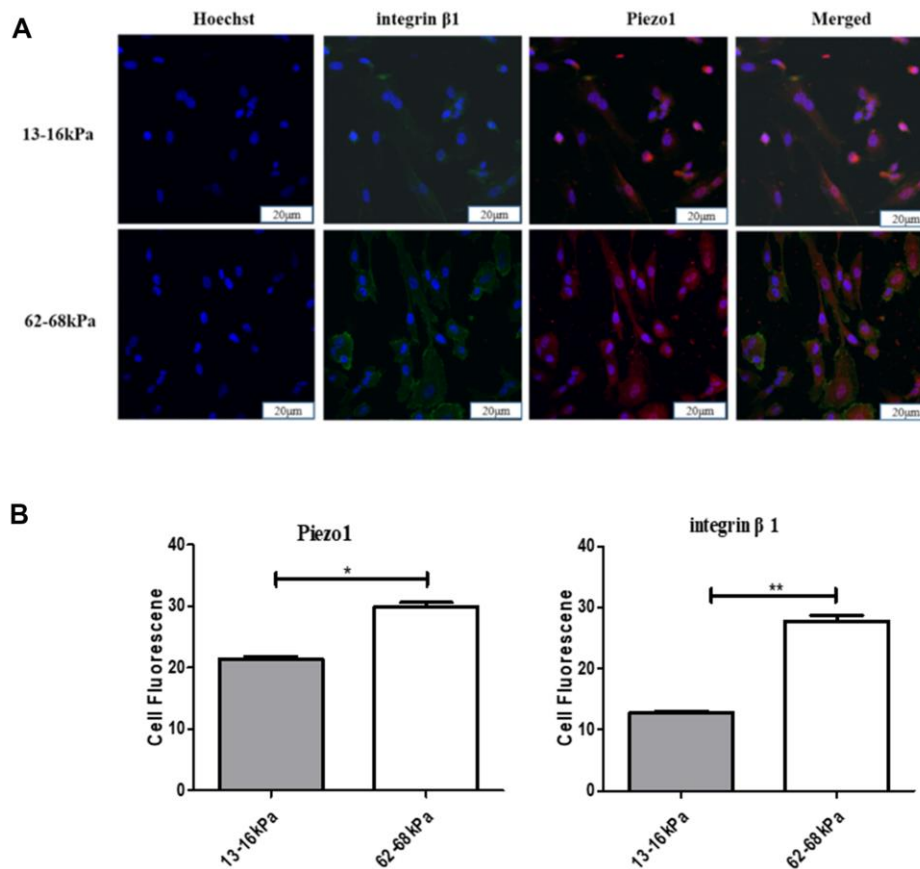 A
Hoechst integrin β1 Piezo1 Merged
13-16kPa
20μm 20μm 20μm 20μm
62-68kPa
20μm 20μm 20μm 20μm
B
Piezo1
40
30
20
10
0
Cell Fluorescene
*
13-16kPa
62-68kPa
integrin β 1
40
30
20
10
0
Cell Fluorescene
**
13-16kPa
62-68kPa